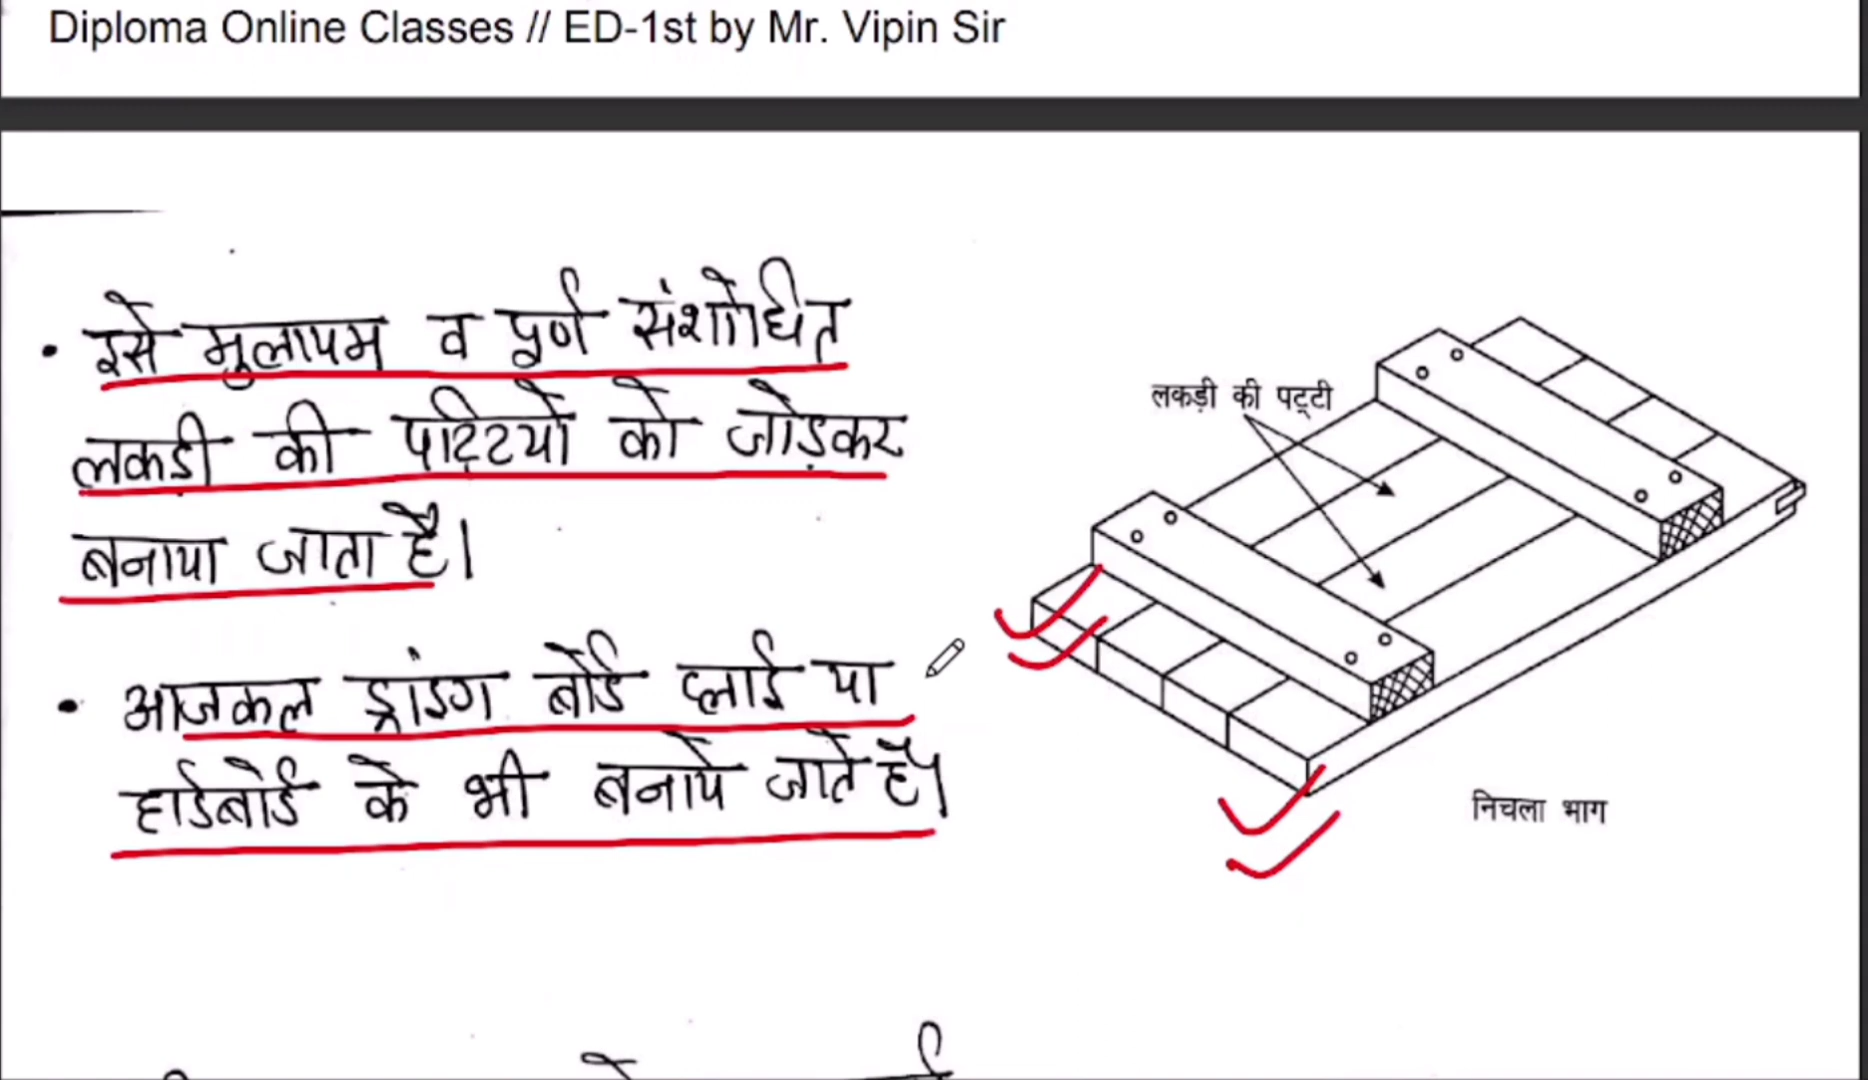 Diploma Online Classes // ED-1st by Mr. Vipin Sir
• इसे मुलायम व पूर्ण संशोधित
लकडी की पट्टियो को जोड़कर
बनाया जाता है।
• आजकल ड्रांइग बोर्ड प्लाई या
हार्डबोर्ड के भी बनाये जाते है।
लकड़ी की पट्टी
निचला भाग